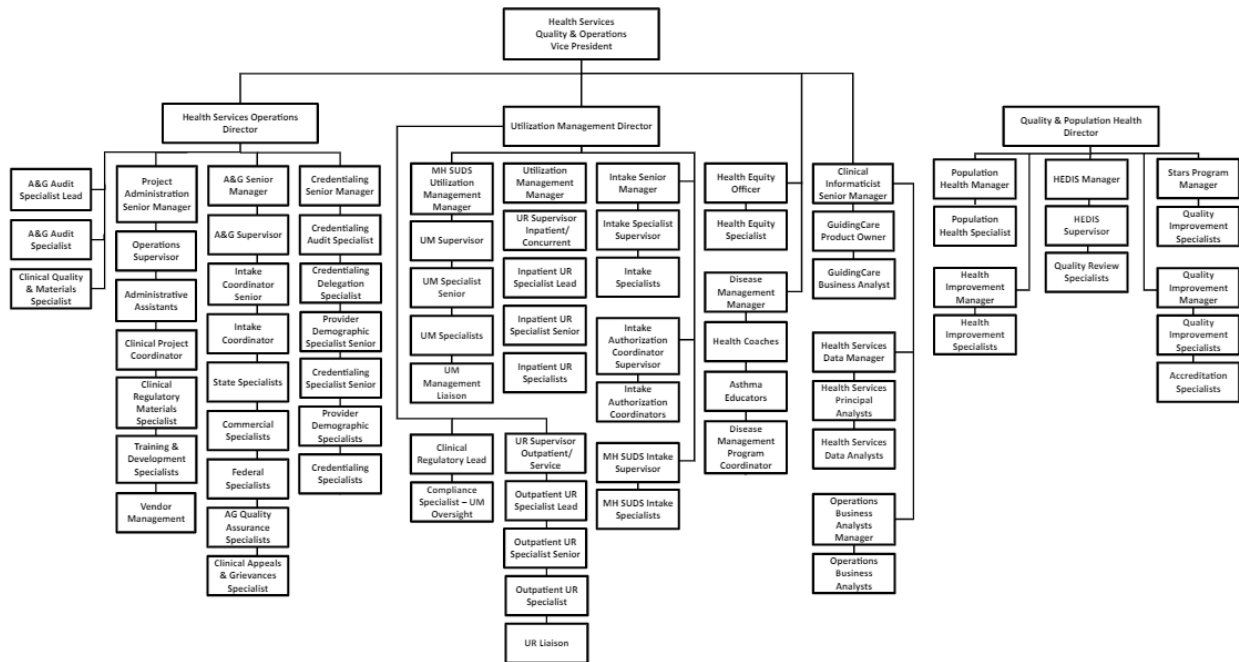 Health Services
Quality & Operations
Vice President
Health Services Operations
Director
Utilization Management Director
Quality & Population Health
Director
A&G Audit
Specialist Lead
A&G Audit
Specialist
Clinical Quality
& Materials Specialist
Project
Administration
Senior Manager
Operations
Supervisor
Administrative
Assistants
Clinical Project
Coordinator
Clinical
Regulatory
Materials
Specialist
Training &
Development
Specialists
Vendor
Management
A&G Senior
Manager
A&G Supervisor
Intake
Coordinator
Senior
Intake
Coordinator
State Specialists
Commercial
Specialists
Federal
Specialists
AG Quality
Assurance
Specialists
Clinical Appeals
& Grievances
Specialist
Credentialing
Senior Manager
Credentialing
Audit Specialist
Credentialing
Delegation
Specialist
Provider
Demographic
Specialist Senior
Credentialing
Specialist Senior
Provider
Demographic
Specialists
Credentialing
Specialists
MH SUDS
Utilization
Management
Manager
UM Supervisor
UM Specialist
Senior
UM Specialists
UM
Management
Liaison
Clinical
Regulatory Lead
Compliance
Specialist – UM
Oversight
Utilization
Management
Manager
UR Supervisor
Inpatient/
Concurrent
Inpatient UR
Specialist Lead
Inpatient UR
Specialist Senior
Inpatient UR
Specialists
UR Supervisor
Outpatient/
Service
Outpatient UR
Specialist Lead
Outpatient UR
Specialist Senior
Outpatient UR
Specialist
UR Liaison
Intake Senior
Manager
Intake Specialist
Supervisor
Intake
Specialists
Intake
Authorization
Coordinator
Supervisor
Intake
Authorization
Coordinators
MH SUDS Intake
Supervisor
MH SUDS Intake
Specialists
Health Equity
Officer
Health Equity
Specialist
Disease
Management
Manager
Health Coaches
Asthma
Educators
Disease
Management
Program
Coordinator
Clinical
Informaticist
Senior Manager
GuidingCare
Product Owner
GuidingCare
Business Analyst
Health Services
Data Manager
Health Services
Principal
Analysts
Health Services
Data Analysts
Operations
Business
Analysts
Manager
Operations
Business
Analysts
Population
Health Manager
Population
Health Specialist
Health
Improvement
Manager
Health
Improvement
Specialists
HEDIS Manager
HEDIS
Supervisor
Quality Review
Specialists
Stars Program
Manager
Quality
Improvement
Specialists
Quality
Improvement
Manager
Quality
Improvement
Specialists
Accreditation
Specialists